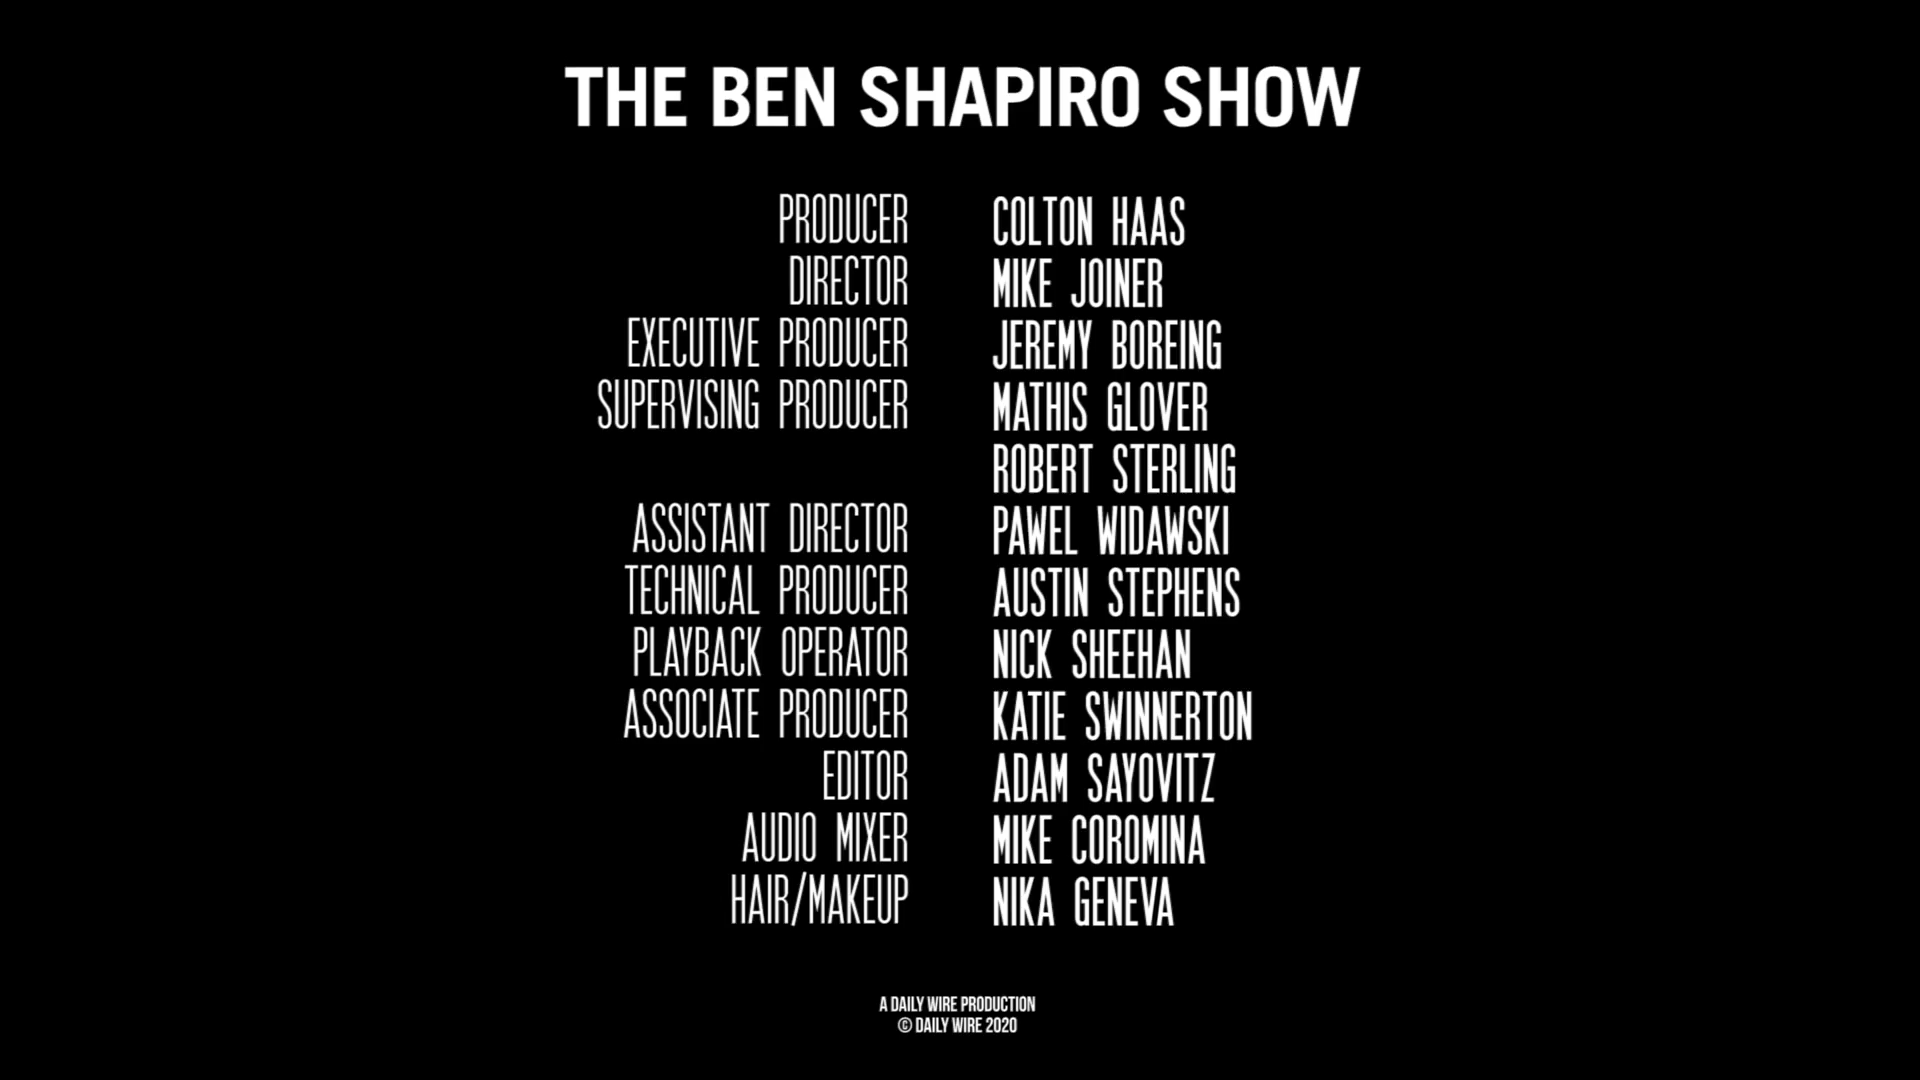 THE BEN SHAPIRO SHOW
PRODUCER COLTON HAAS
DIRECTOR MIKE JOINER
EXECUTIVE PRODUCER JEREMY BOREING
SUPERVISING PRODUCER MATHIS GLOVER
ROBERT STERLING
ASSISTANT DIRECTOR PAWEL WIDAWSKI
TECHNICAL PRODUCER AUSTIN STEPHENS
PLAYBACK OPERATOR NICK SHEEHAN
ASSOCIATE PRODUCER KATIE SWINNERTON
EDITOR ADAM SAYOVITZ
AUDIO MIXER MIKE COROMINA
HAIR/MAKEUP NIKA GENEVA
A DAILY WIRE PRODUCTION
© DAILY WIRE 2020